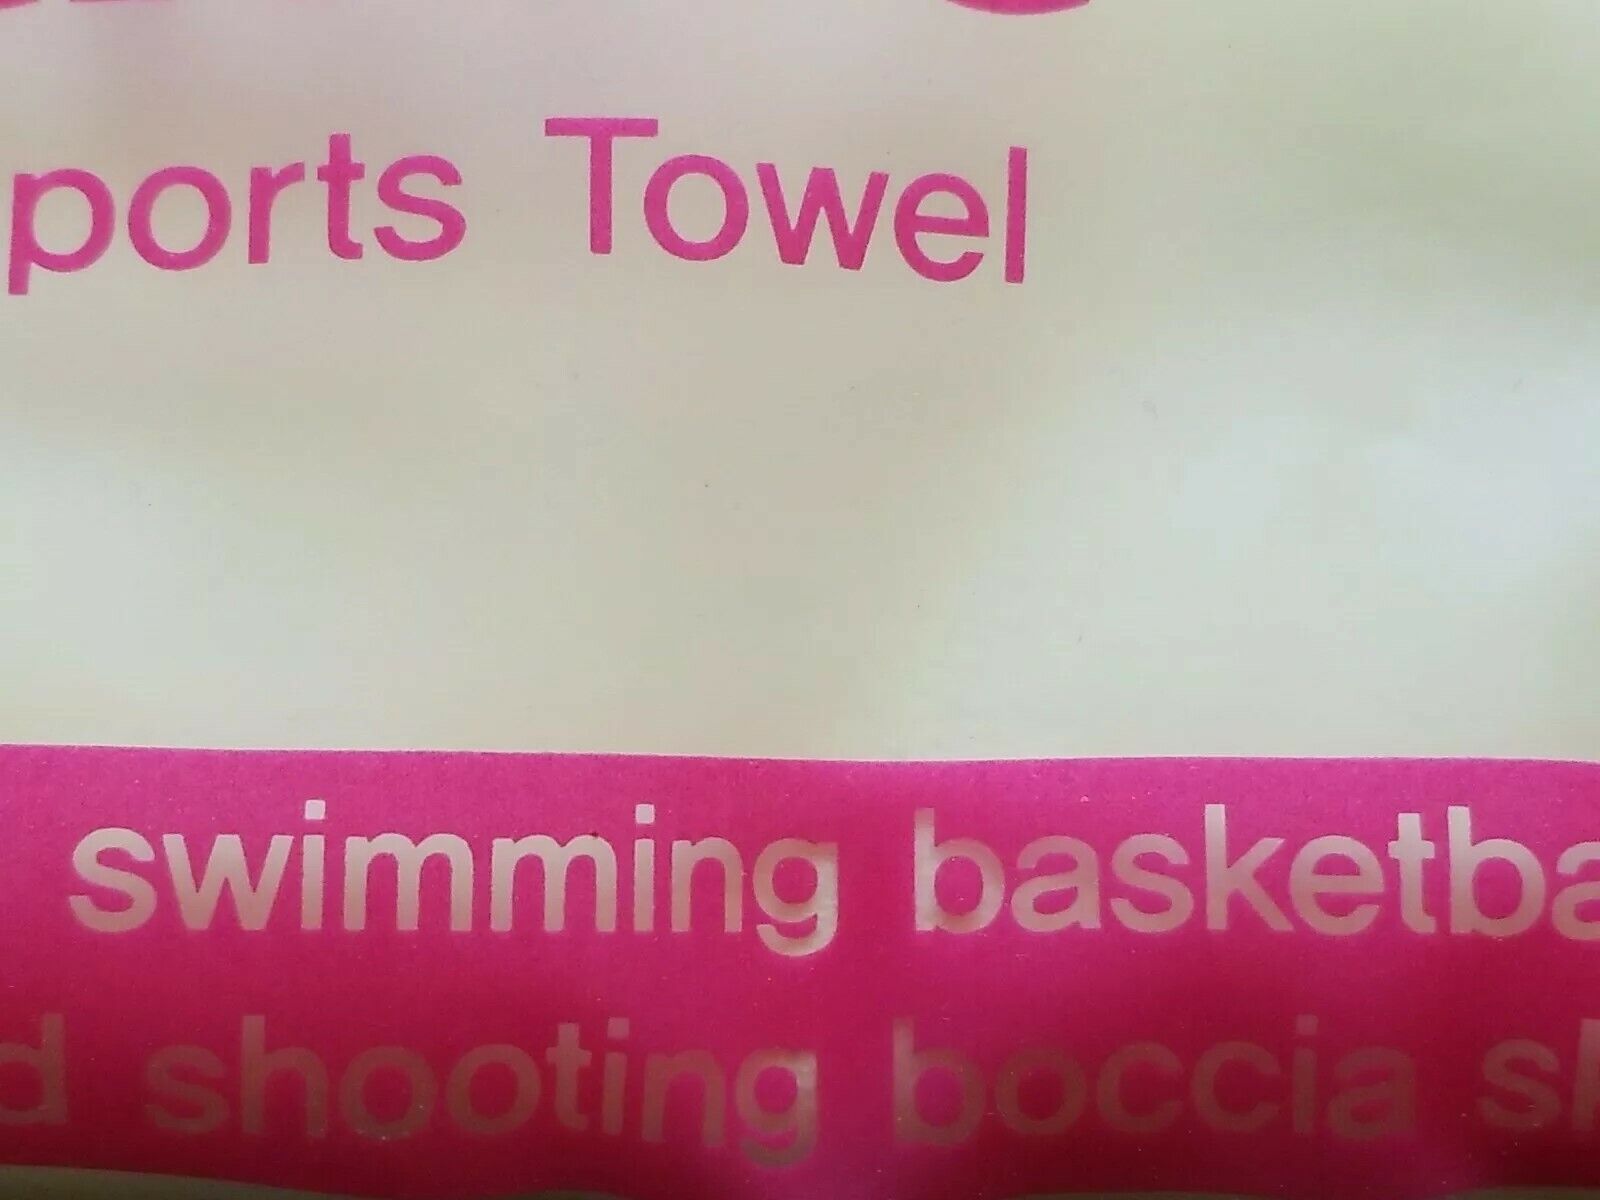 ports Towel
swimming basketba
d shooting boccia s